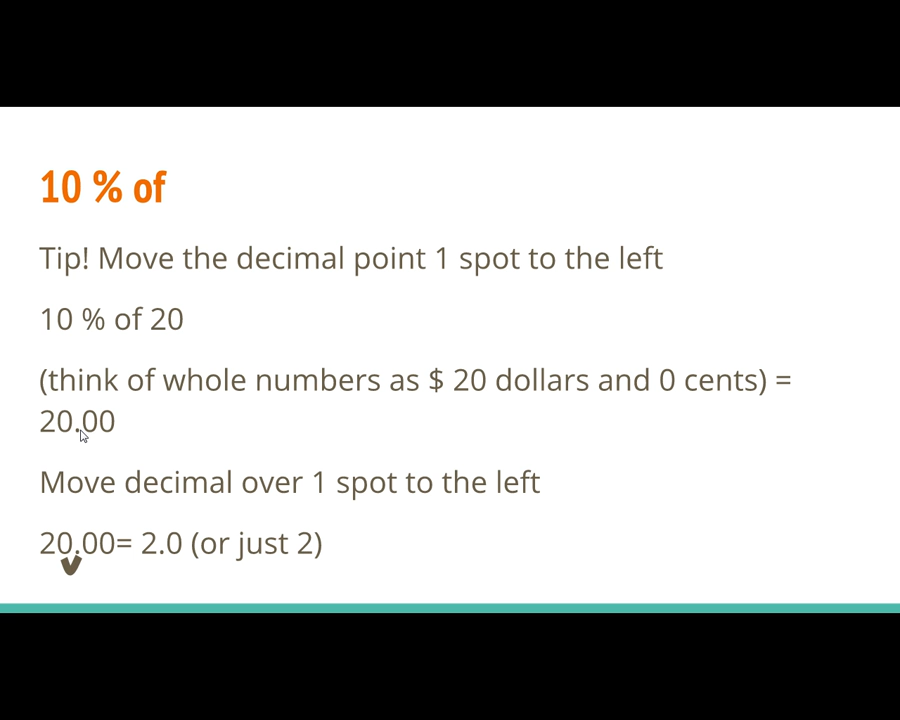 10 % of
Tip! Move the decimal point 1 spot to the left
10 % of 20
(think of whole numbers as $ 20 dollars and 0 cents) =
20.00
Move decimal over 1 spot to the left
20.00= 2.0 (or just 2)